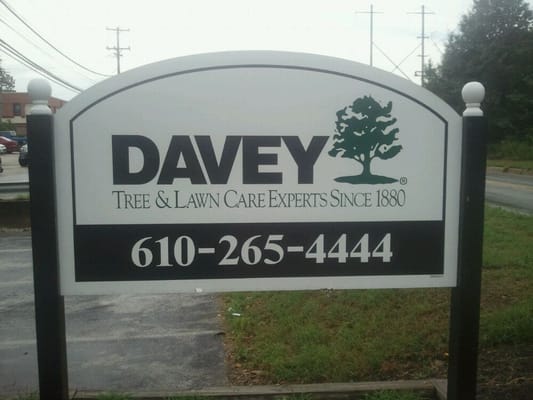 DAVEY ®
TREE & LAWN CARE EXPERTS SINCE 1880
610-265-4444